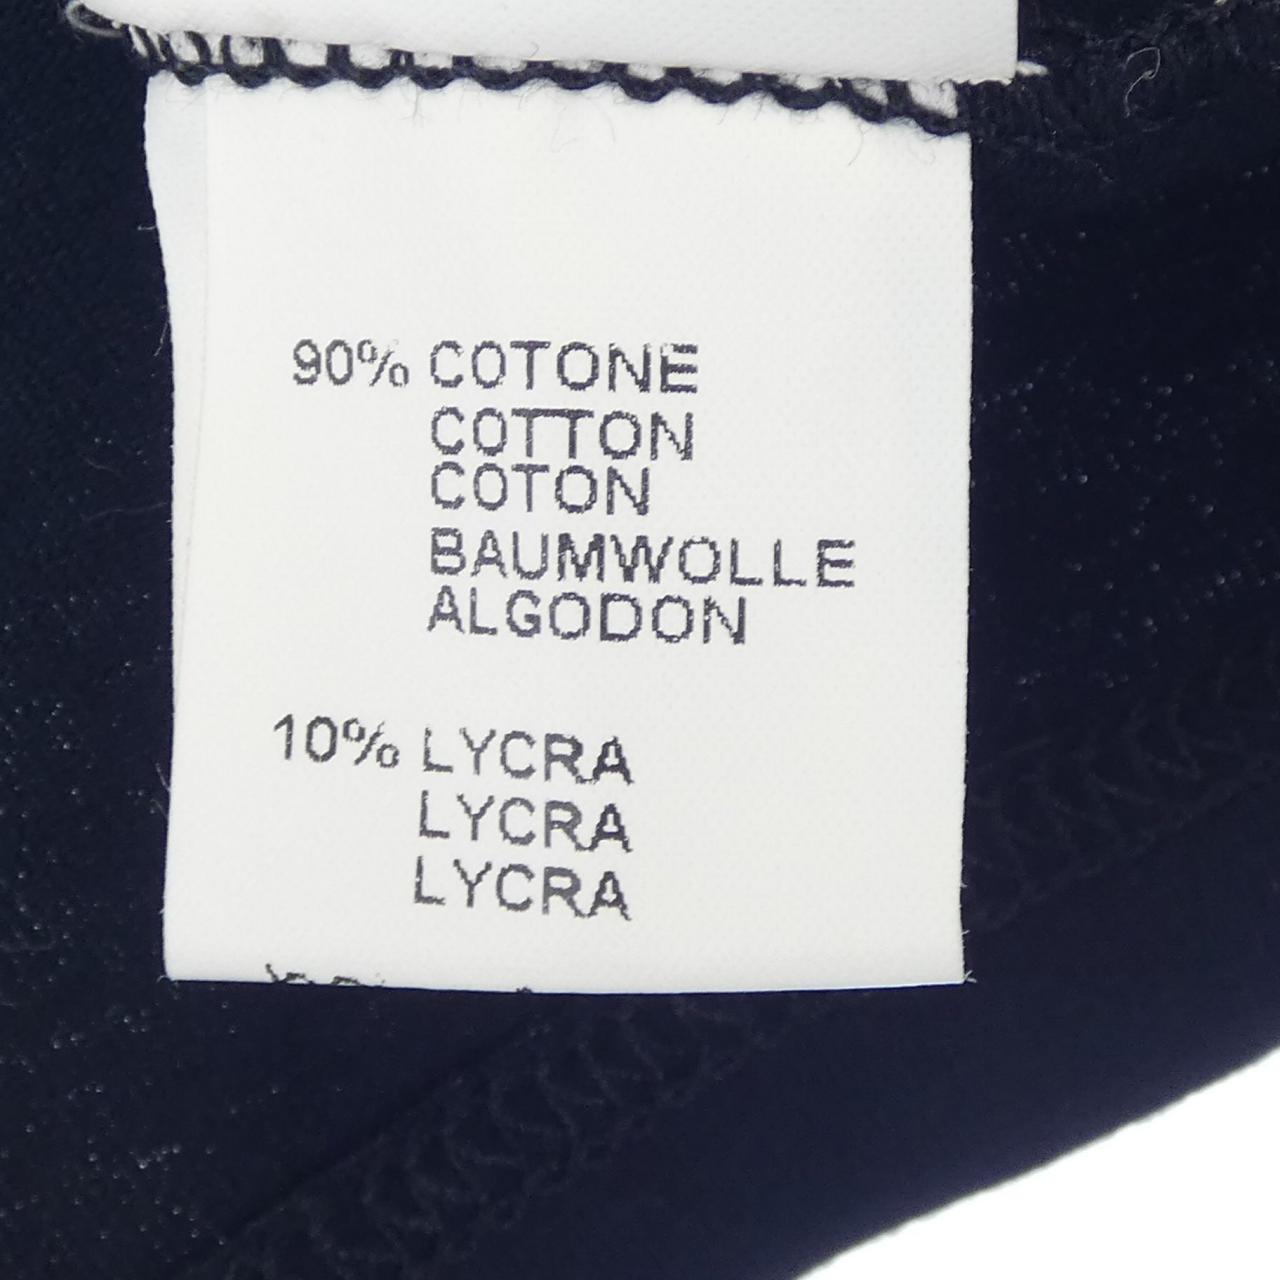 90% COTONE
COTTON
COTON
BAUMWOLLE
ALGODON
10% LYCRA
LYCRA
LYCRA